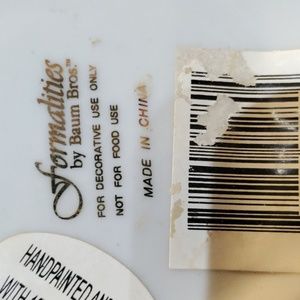 Formalities
by Baum Bros.™
FOR DECORATIVE USE ONLY
NOT FOR FOOD USE
MADE IN CHINA
HANDPAINTED AND
WITH